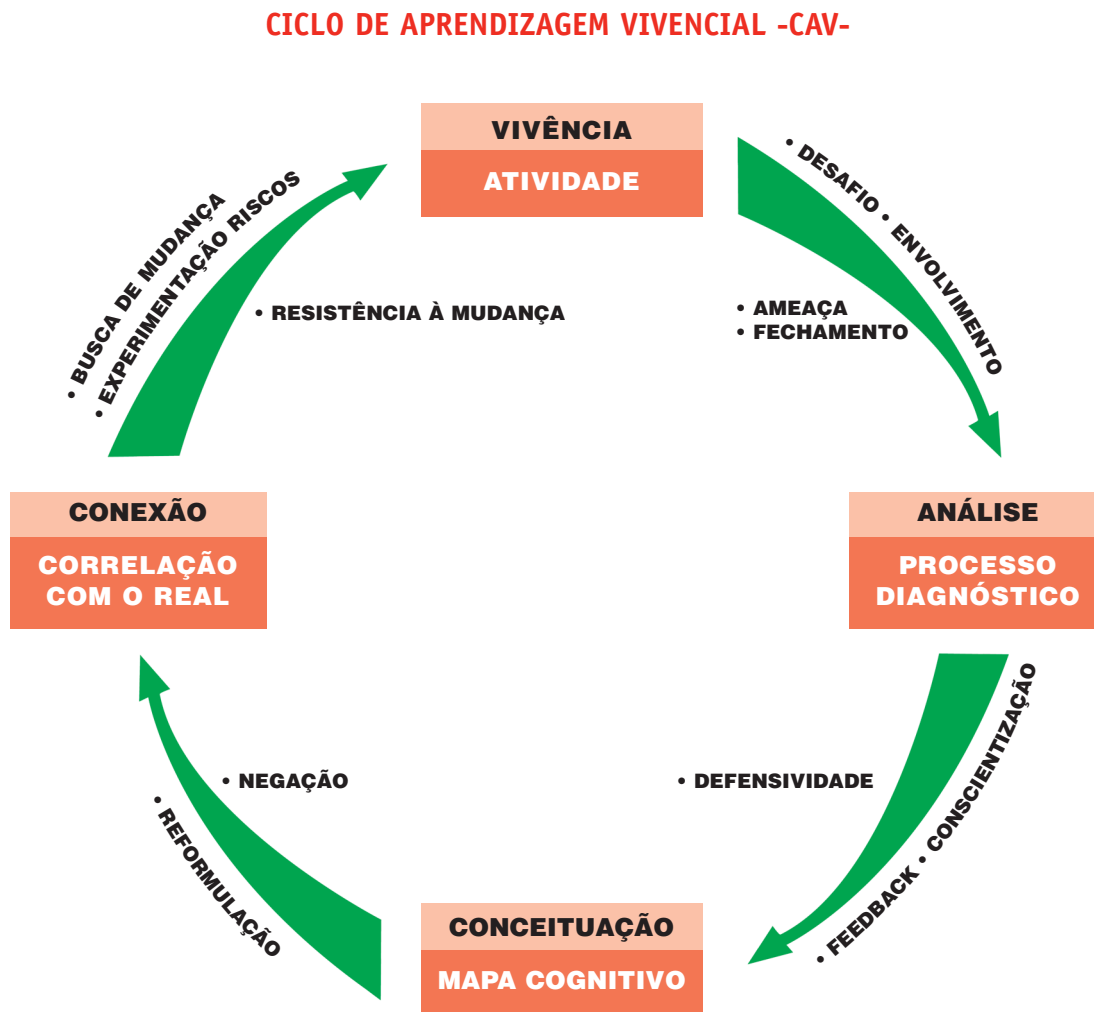 CICLO DE APRENDIZAGEM VIVENCIAL -CAV-
VIVÊNCIA
ATIVIDADE
• DESAFIO • ENVOLVIMENTO
• AMEAÇA
• FECHAMENTO
ANÁLISE
PROCESSO
DIAGNÓSTICO
• FEEDBACK • CONSCIENTIZAÇÃO
• DEFENSIVIDADE
CONCEITUAÇÃO
MAPA COGNITIVO
• REFORMULAÇÃO
• NEGAÇÃO
CONEXÃO
CORRELAÇÃO
COM O REAL
• BUSCA DE MUDANÇA
• EXPERIMENTAÇÃO RISCOS
• RESISTÊNCIA À MUDANÇA